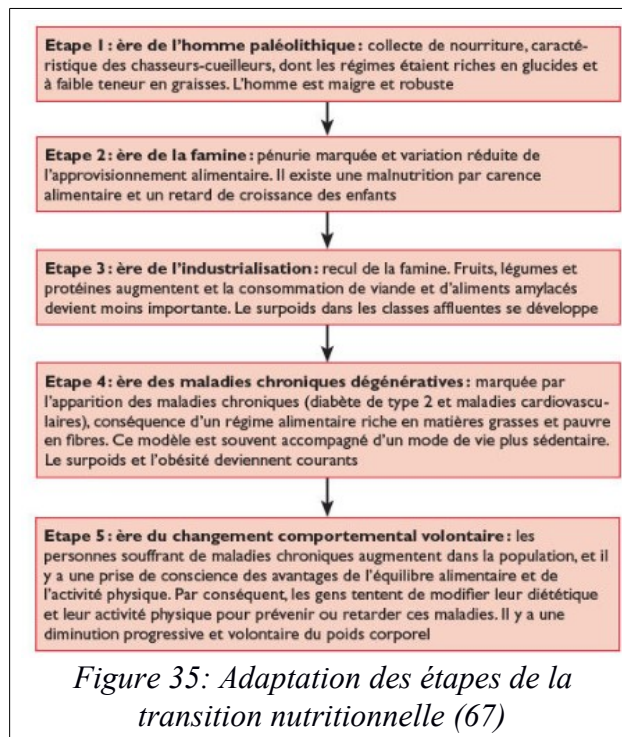 Etape 1 : ère de l'homme paléolithique : collecte de nourriture, caracté-
ristique des chasseurs-cueilleurs, dont les régimes étaient riches en glucides et
à faible teneur en graisses. L'homme est maigre et robuste
Etape 2 : ère de la famine : pénurie marquée et variation réduite de
l'approvisionnement alimentaire. Il existe une malnutrition par carence
alimentaire et un retard de croissance des enfants
Etape 3 : ère de l'industrialisation : recul de la famine. Fruits, légumes et
protéines augmentent et la consommation de viande et d'aliments amylacés
devient moins importante. Le surpoids dans les classes affluentes se développe
Etape 4 : ère des maladies chroniques dégénératives : marquée par
l'apparition des maladies chroniques (diabète de type 2 et maladies cardiovascu-
laires), conséquence d'un régime alimentaire riche en matières grasses et pauvre
en fibres. Ce modèle est souvent accompagné d'un mode de vie plus sédentaire.
Le surpoids et l'obésité deviennent courants
Etape 5 : ère du changement comportemental volontaire : les
personnes souffrant de maladies chroniques augmentent dans la population, et il
y a une prise de conscience des avantages de l'équilibre alimentaire et de
l'activité physique. Par conséquent, les gens tentent de modifier leur diététique
et leur activité physique pour prévenir ou retarder ces maladies. Il y a une
diminution progressive et volontaire du poids corporel
Figure 35: Adaptation des étapes de la
transition nutritionnelle (67)